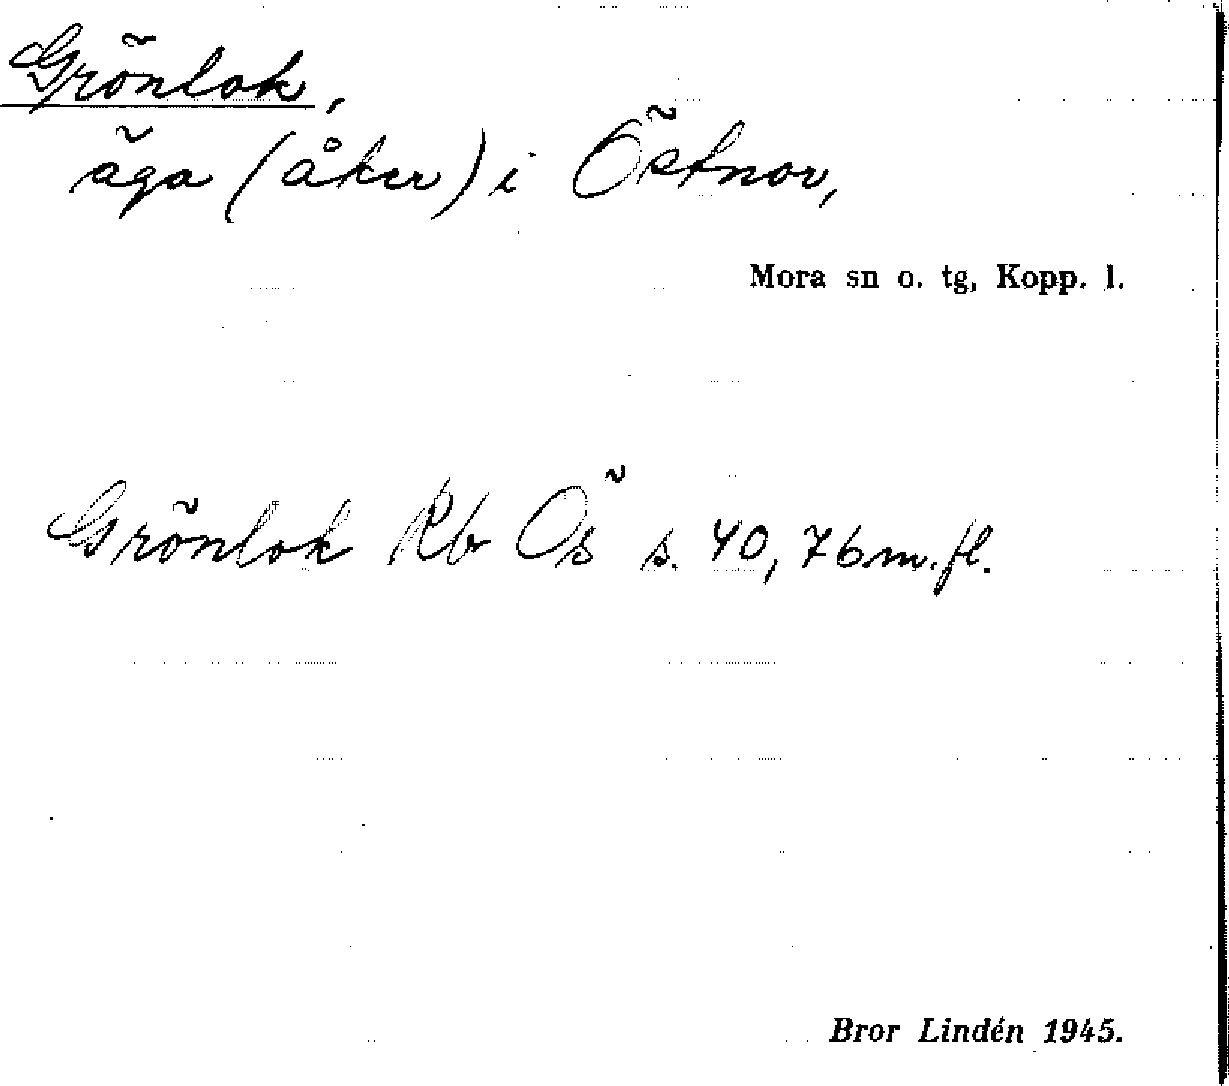 Grönlok,
äga (åker) i Östnor,
Mora sn o. tg, Kopp. l.
Grönlok Rb Ös s. 40, 76 m.fl.
Bror Lindén 1945.